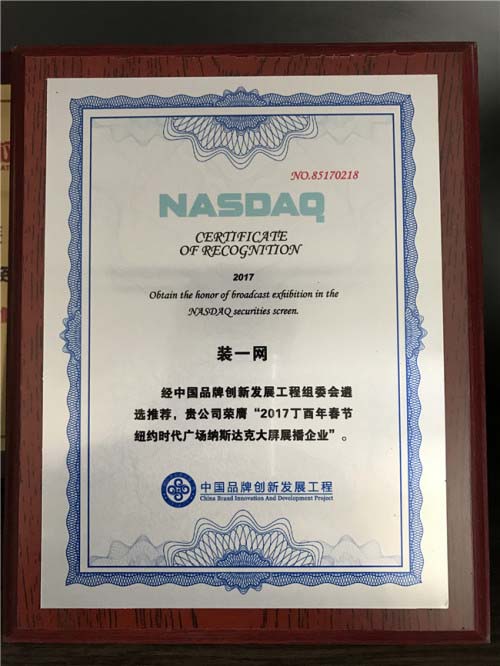 NO.85170218
NASDAQ
CERTIFICATE
OF RECOGNITION
2017
Obtain the honor of broadcast exhibition in the
NASDAQ securities screen.
装一网
经中国品牌创新发展工程组委会遴
选推荐，贵公司荣膺“2017丁酉年春节
纽约时代广场纳斯达克大屏展播企业”。
中国品牌创新发展工程
China Brand Innovation And Development Project